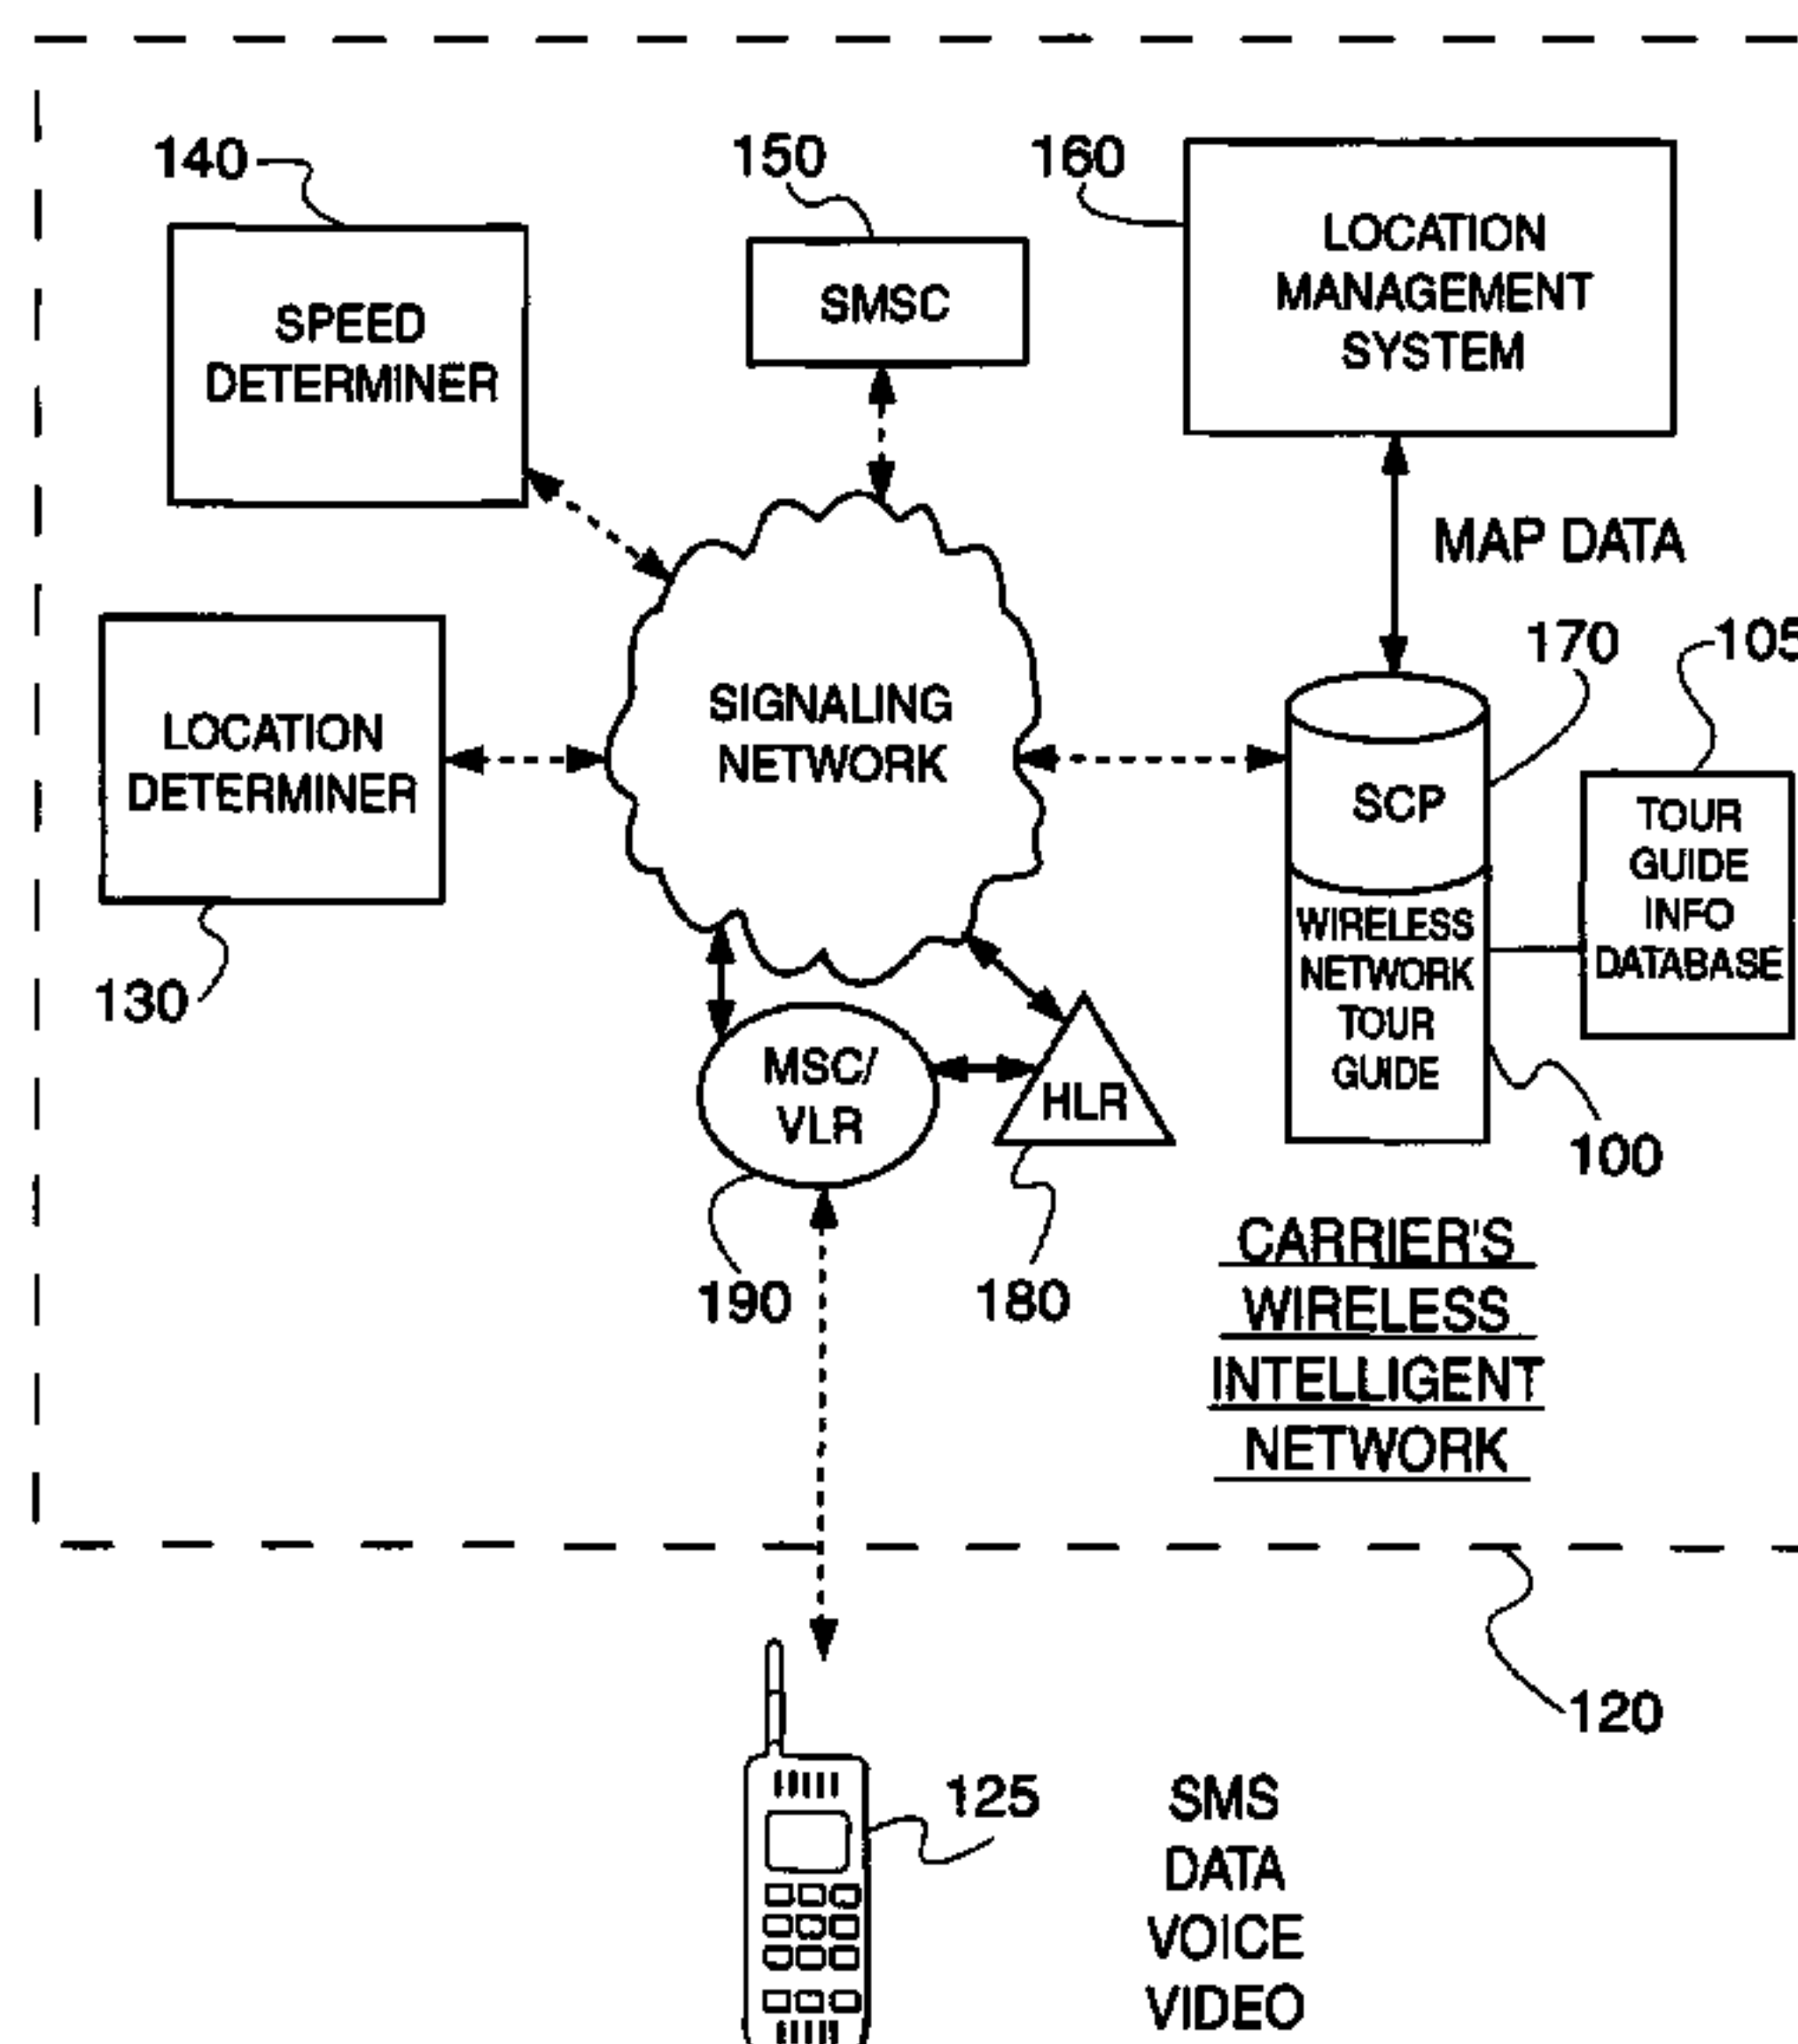 140
150
160
LOCATION
MANAGEMENT
SYSTEM
SPEED
DETERMINER
SMSC
MAP DATA
170
105
LOCATION
DETERMINER
SIGNALING
NETWORK
SCP
TOUR
GUIDE
INFO
DATABASE
WIRELESS
NETWORK
TOUR
GUIDE
130
MSC/
VLR
HLR
100
190
180
CARRIER'S
WIRELESS
INTELLIGENT
NETWORK
120
125
SMS
DATA
VOICE
VIDEO